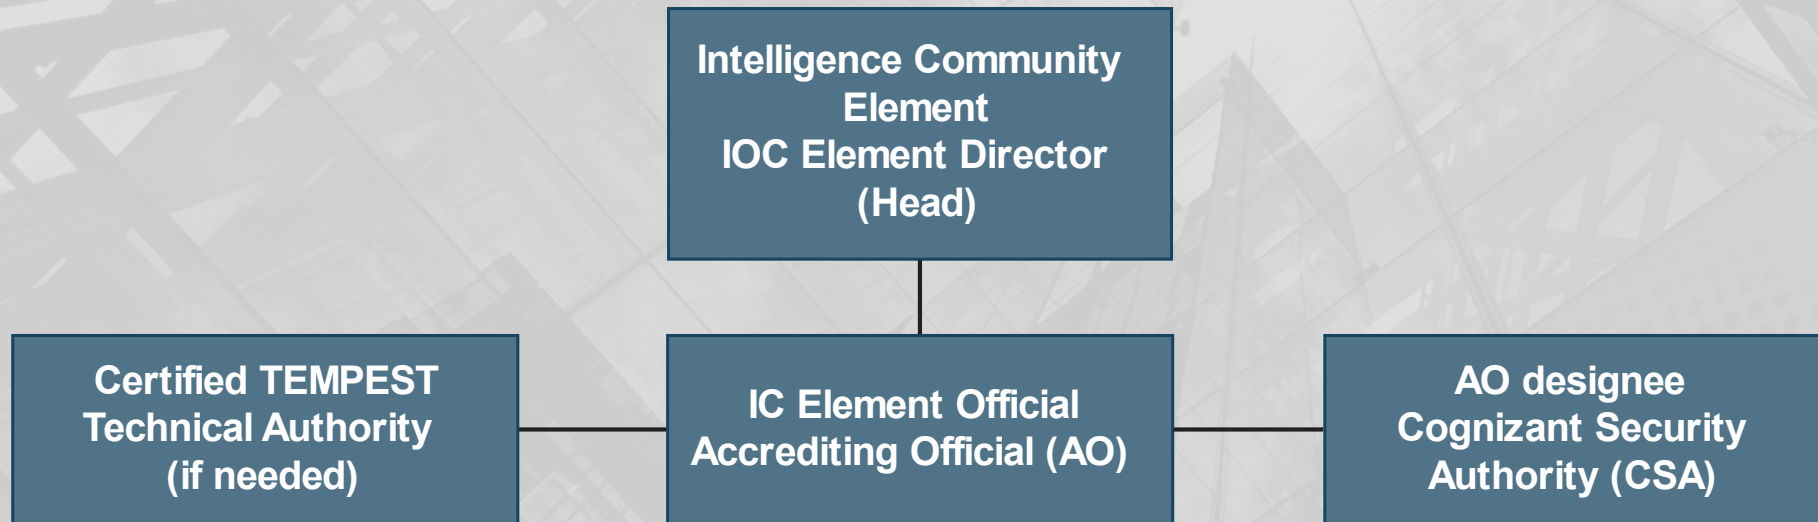 Intelligence Community
Element
IOC Element Director
(Head)
Certified TEMPEST
Technical Authority
(if needed)
IC Element Official
Accrediting Official (AO)
AO designee
Cognizant Security
Authority (CSA)